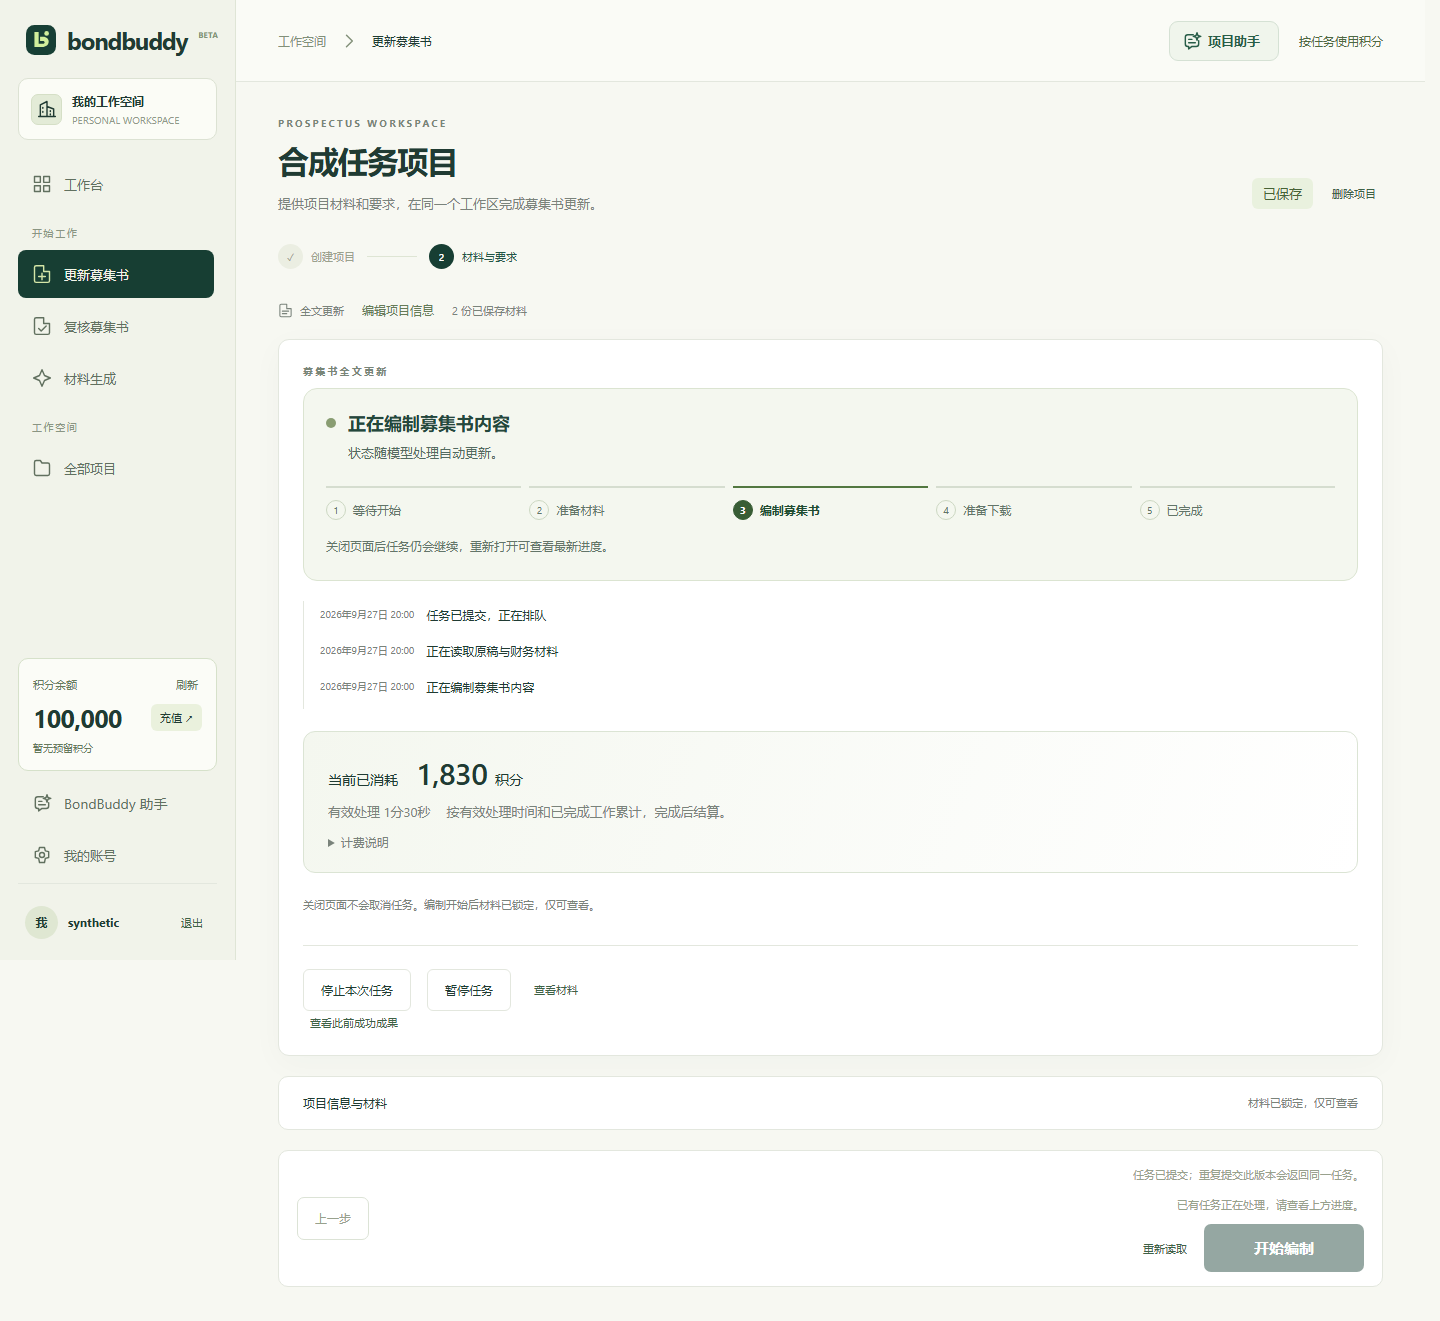 bondbuddy BETA
我的工作空间
PERSONAL WORKSPACE
工作台
开始工作
更新募集书
复核募集书
材料生成
工作空间
全部项目
积分余额 刷新
100,000 充值 ↗
暂无预留积分
BondBuddy 助手
我的账号
我 synthetic 退出
工作空间 更新募集书 项目助手 按任务使用积分
PROSPECTUS WORKSPACE
合成任务项目
提供项目材料和要求，在同一个工作区完成募集书更新。
已保存 删除项目
✓ 创建项目 2 材料与要求
全文更新 编辑项目信息 2 份已保存材料
募集书全文更新
正在编制募集书内容
状态随模型处理自动更新。
1 等待开始 2 准备材料 3 编制募集书 4 准备下载 5 已完成
关闭页面后任务仍会继续，重新打开可查看最新进度。
2026年9月27日 20:00 任务已提交，正在排队
2026年9月27日 20:00 正在读取原稿与财务材料
2026年9月27日 20:00 正在编制募集书内容
当前已消耗 1,830 积分
有效处理 1分30秒 按有效处理时间和已完成工作累计，完成后结算。
▶ 计费说明
关闭页面不会取消任务。编制开始后材料已锁定，仅可查看。
停止本次任务 暂停任务 查看材料
查看此前成功成果
项目信息与材料 材料已锁定，仅可查看
任务已提交；重复提交此版本会返回同一任务。
已有任务正在处理，请查看上方进度。
上一步 重新读取 开始编制